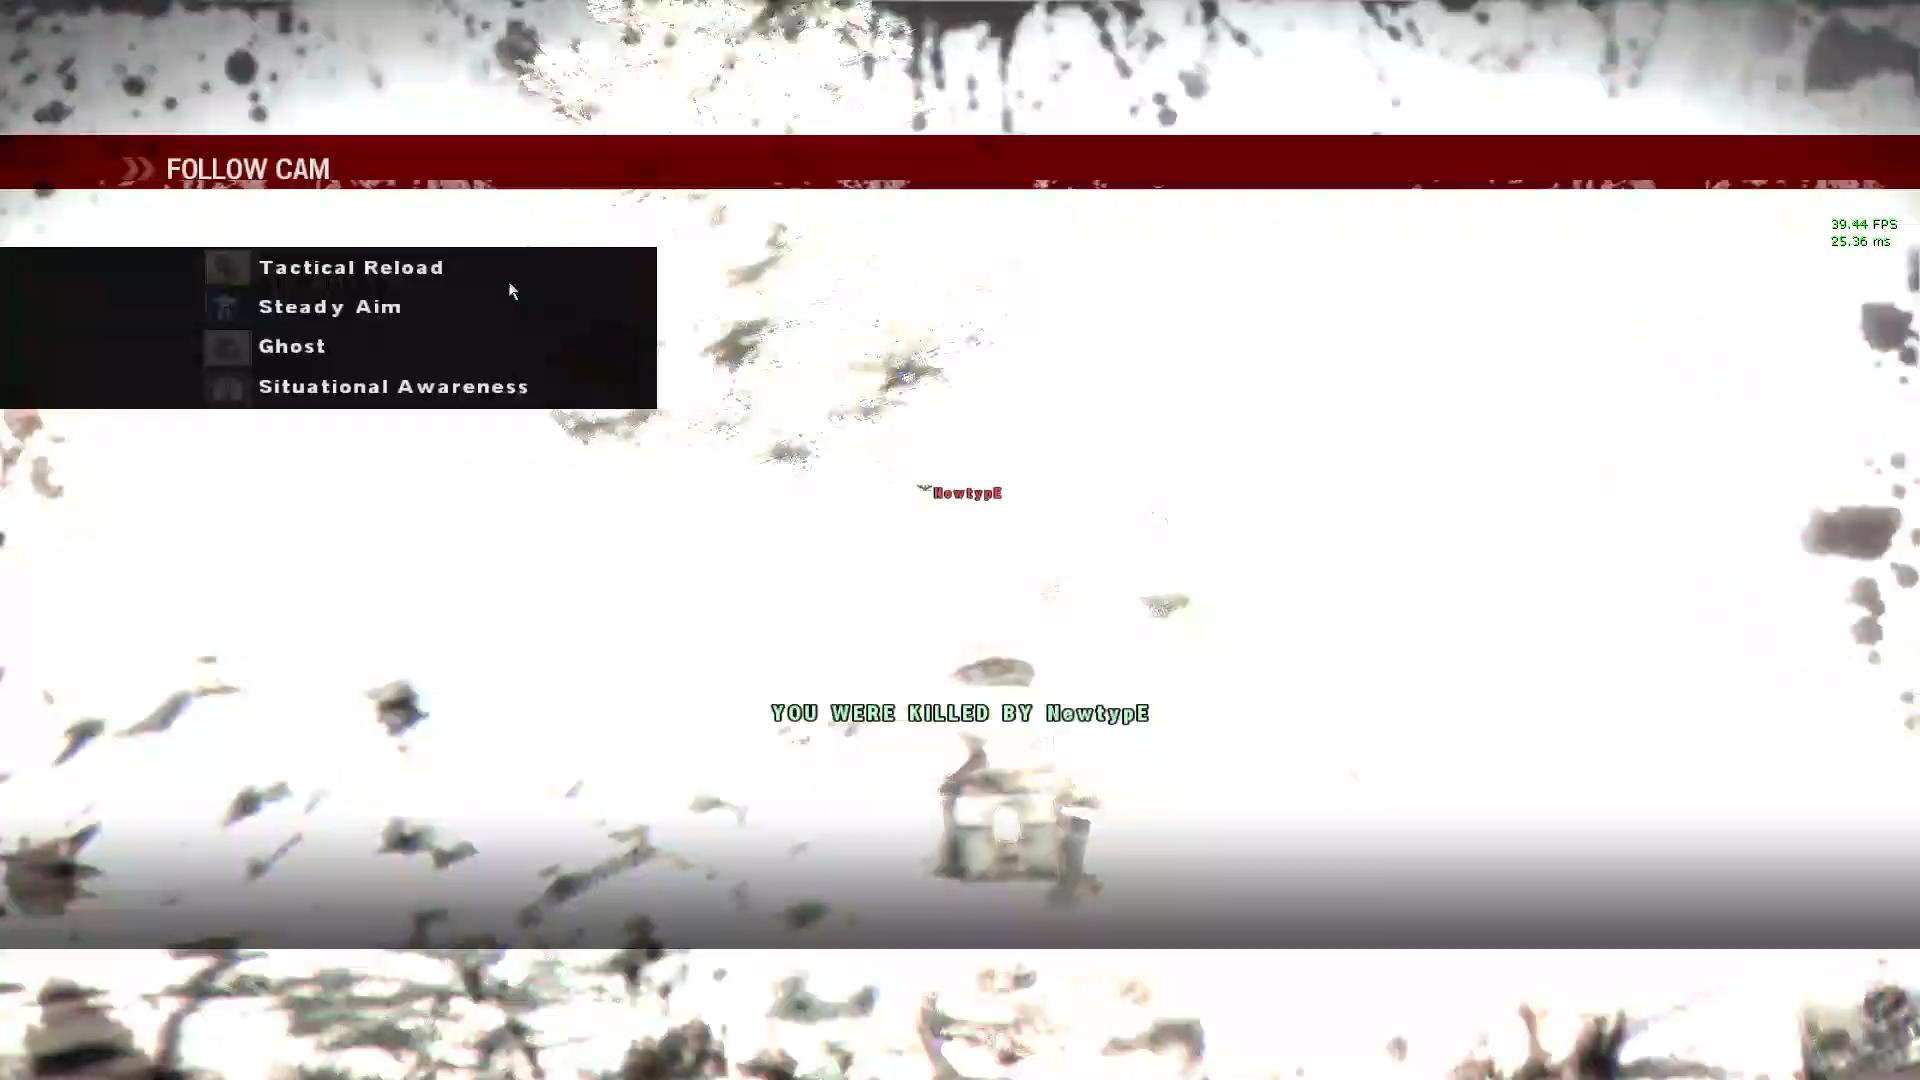 FOLLOW CAM
39.44 FPS
25.36 ms
Tactical Reload
Steady Aim
Ghost
Situational Awareness
NewtypE
YOU WERE KILLED BY NewtypE